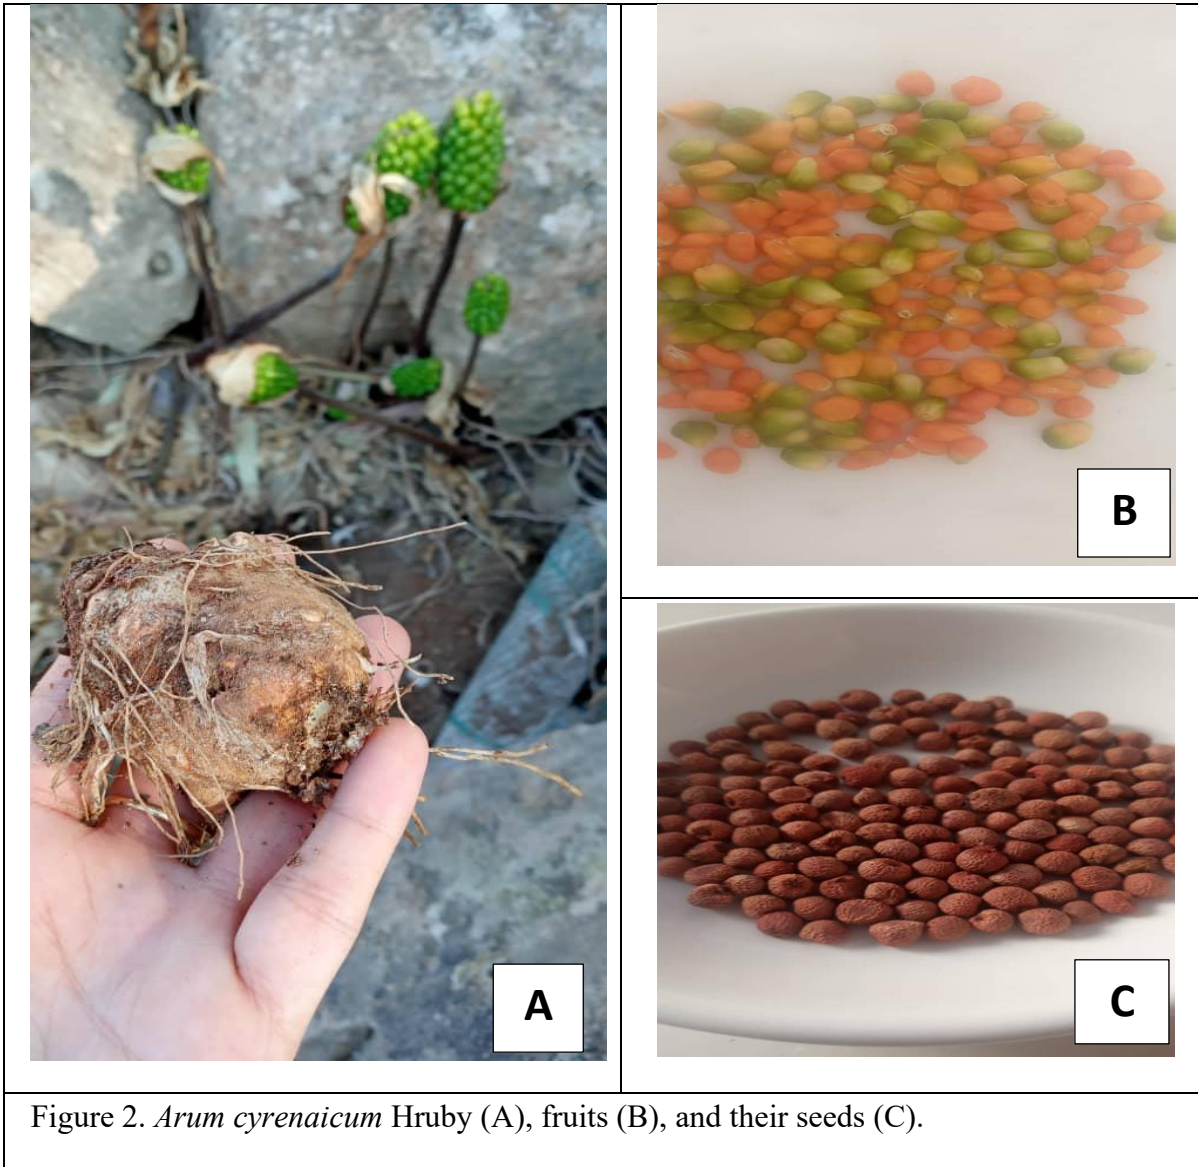 A
B
C
Figure 2. Arum cyrenaicum Hruby (A), fruits (B), and their seeds (C).